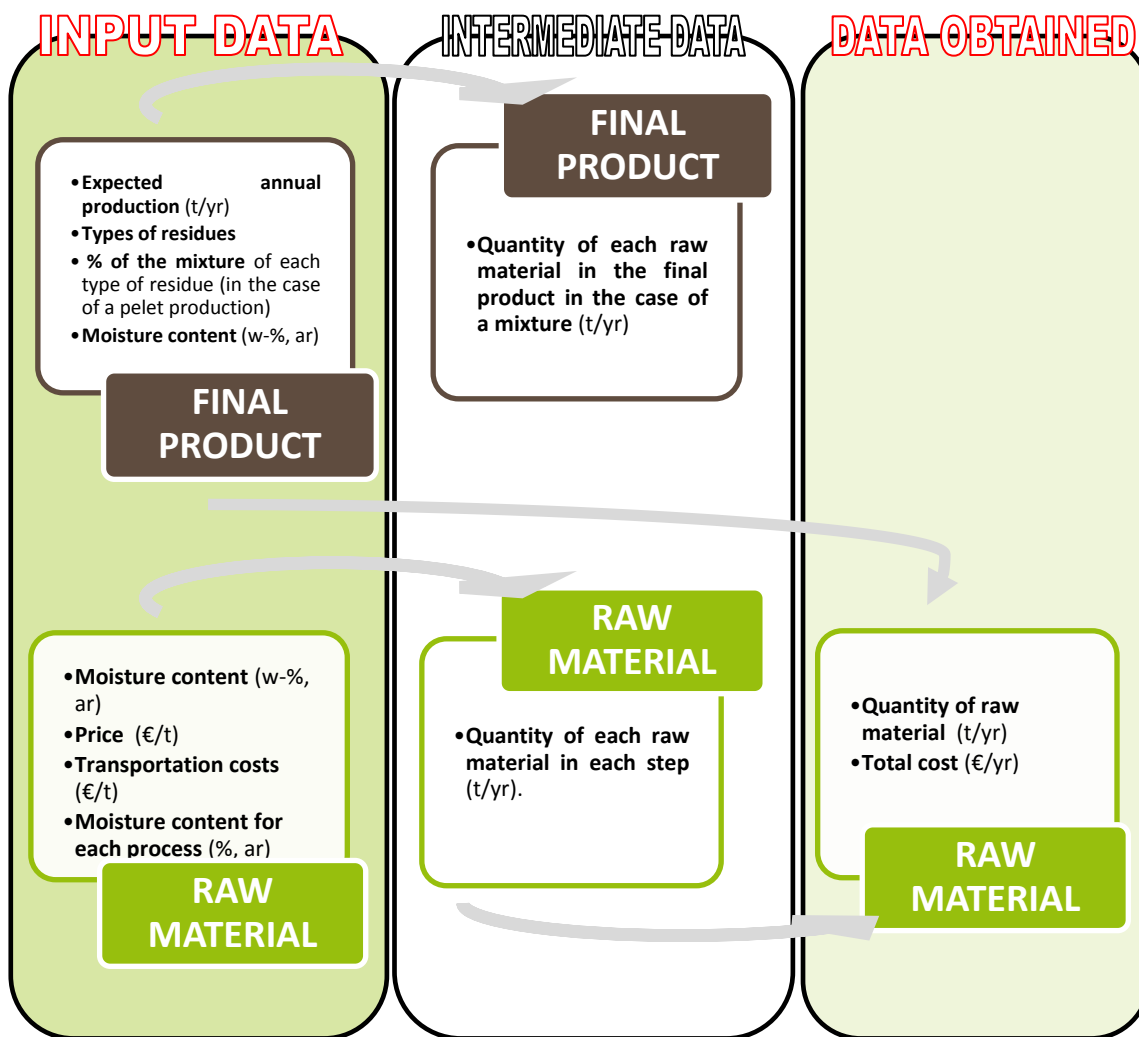 INPUT DATA
•Expected annual
production (t/yr)
•Types of residues
• % of the mixture of each
type of residue (in the case
of a pelet production)
•Moisture content (w-%, ar)
FINAL
PRODUCT
•Moisture content (w-%,
ar)
•Price (€/t)
•Transportation costs
(€/t)
•Moisture content for
each process (%, ar)
RAW
MATERIAL
INTERMEDIATE DATA
FINAL
PRODUCT
•Quantity of each raw
material in the final
product in the case of
a mixture (t/yr)
RAW
MATERIAL
•Quantity of each raw
material in each step
(t/yr).
DATA OBTAINED
•Quantity of raw
material (t/yr)
•Total cost (€/yr)
RAW
MATERIAL